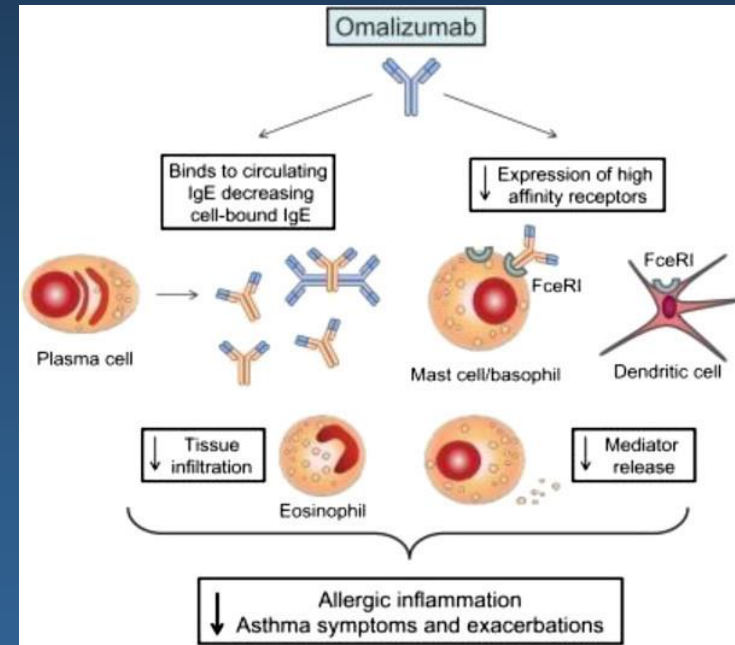 Omalizumab
Binds to circulating
IgE decreasing
cell-bound IgE
↓ Expression of high
affinity receptors
FceRI
FceRI
Plasma cell
Mast cell/basophil
Dendritic cell
↓ Tissue
infiltration
Eosinophil
↓ Mediator
release
↓ Allergic inflammation
Asthma symptoms and exacerbations